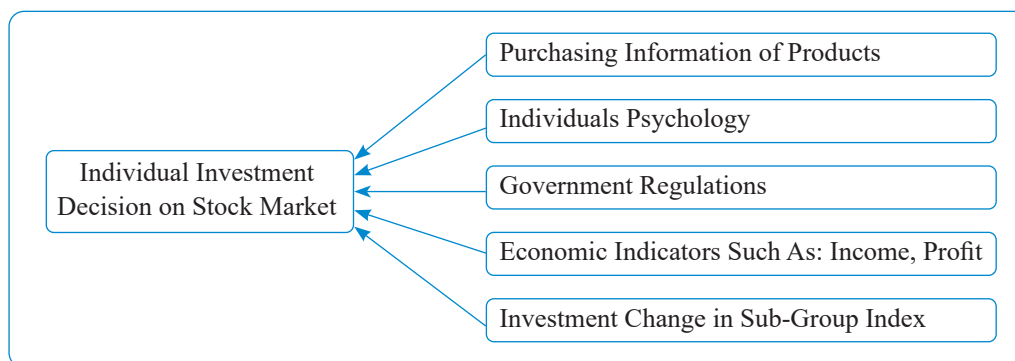 Purchasing Information of Products
Individuals Psychology
Individual Investment
Decision on Stock Market
Government Regulations
Economic Indicators Such As: Income, Profit
Investment Change in Sub-Group Index